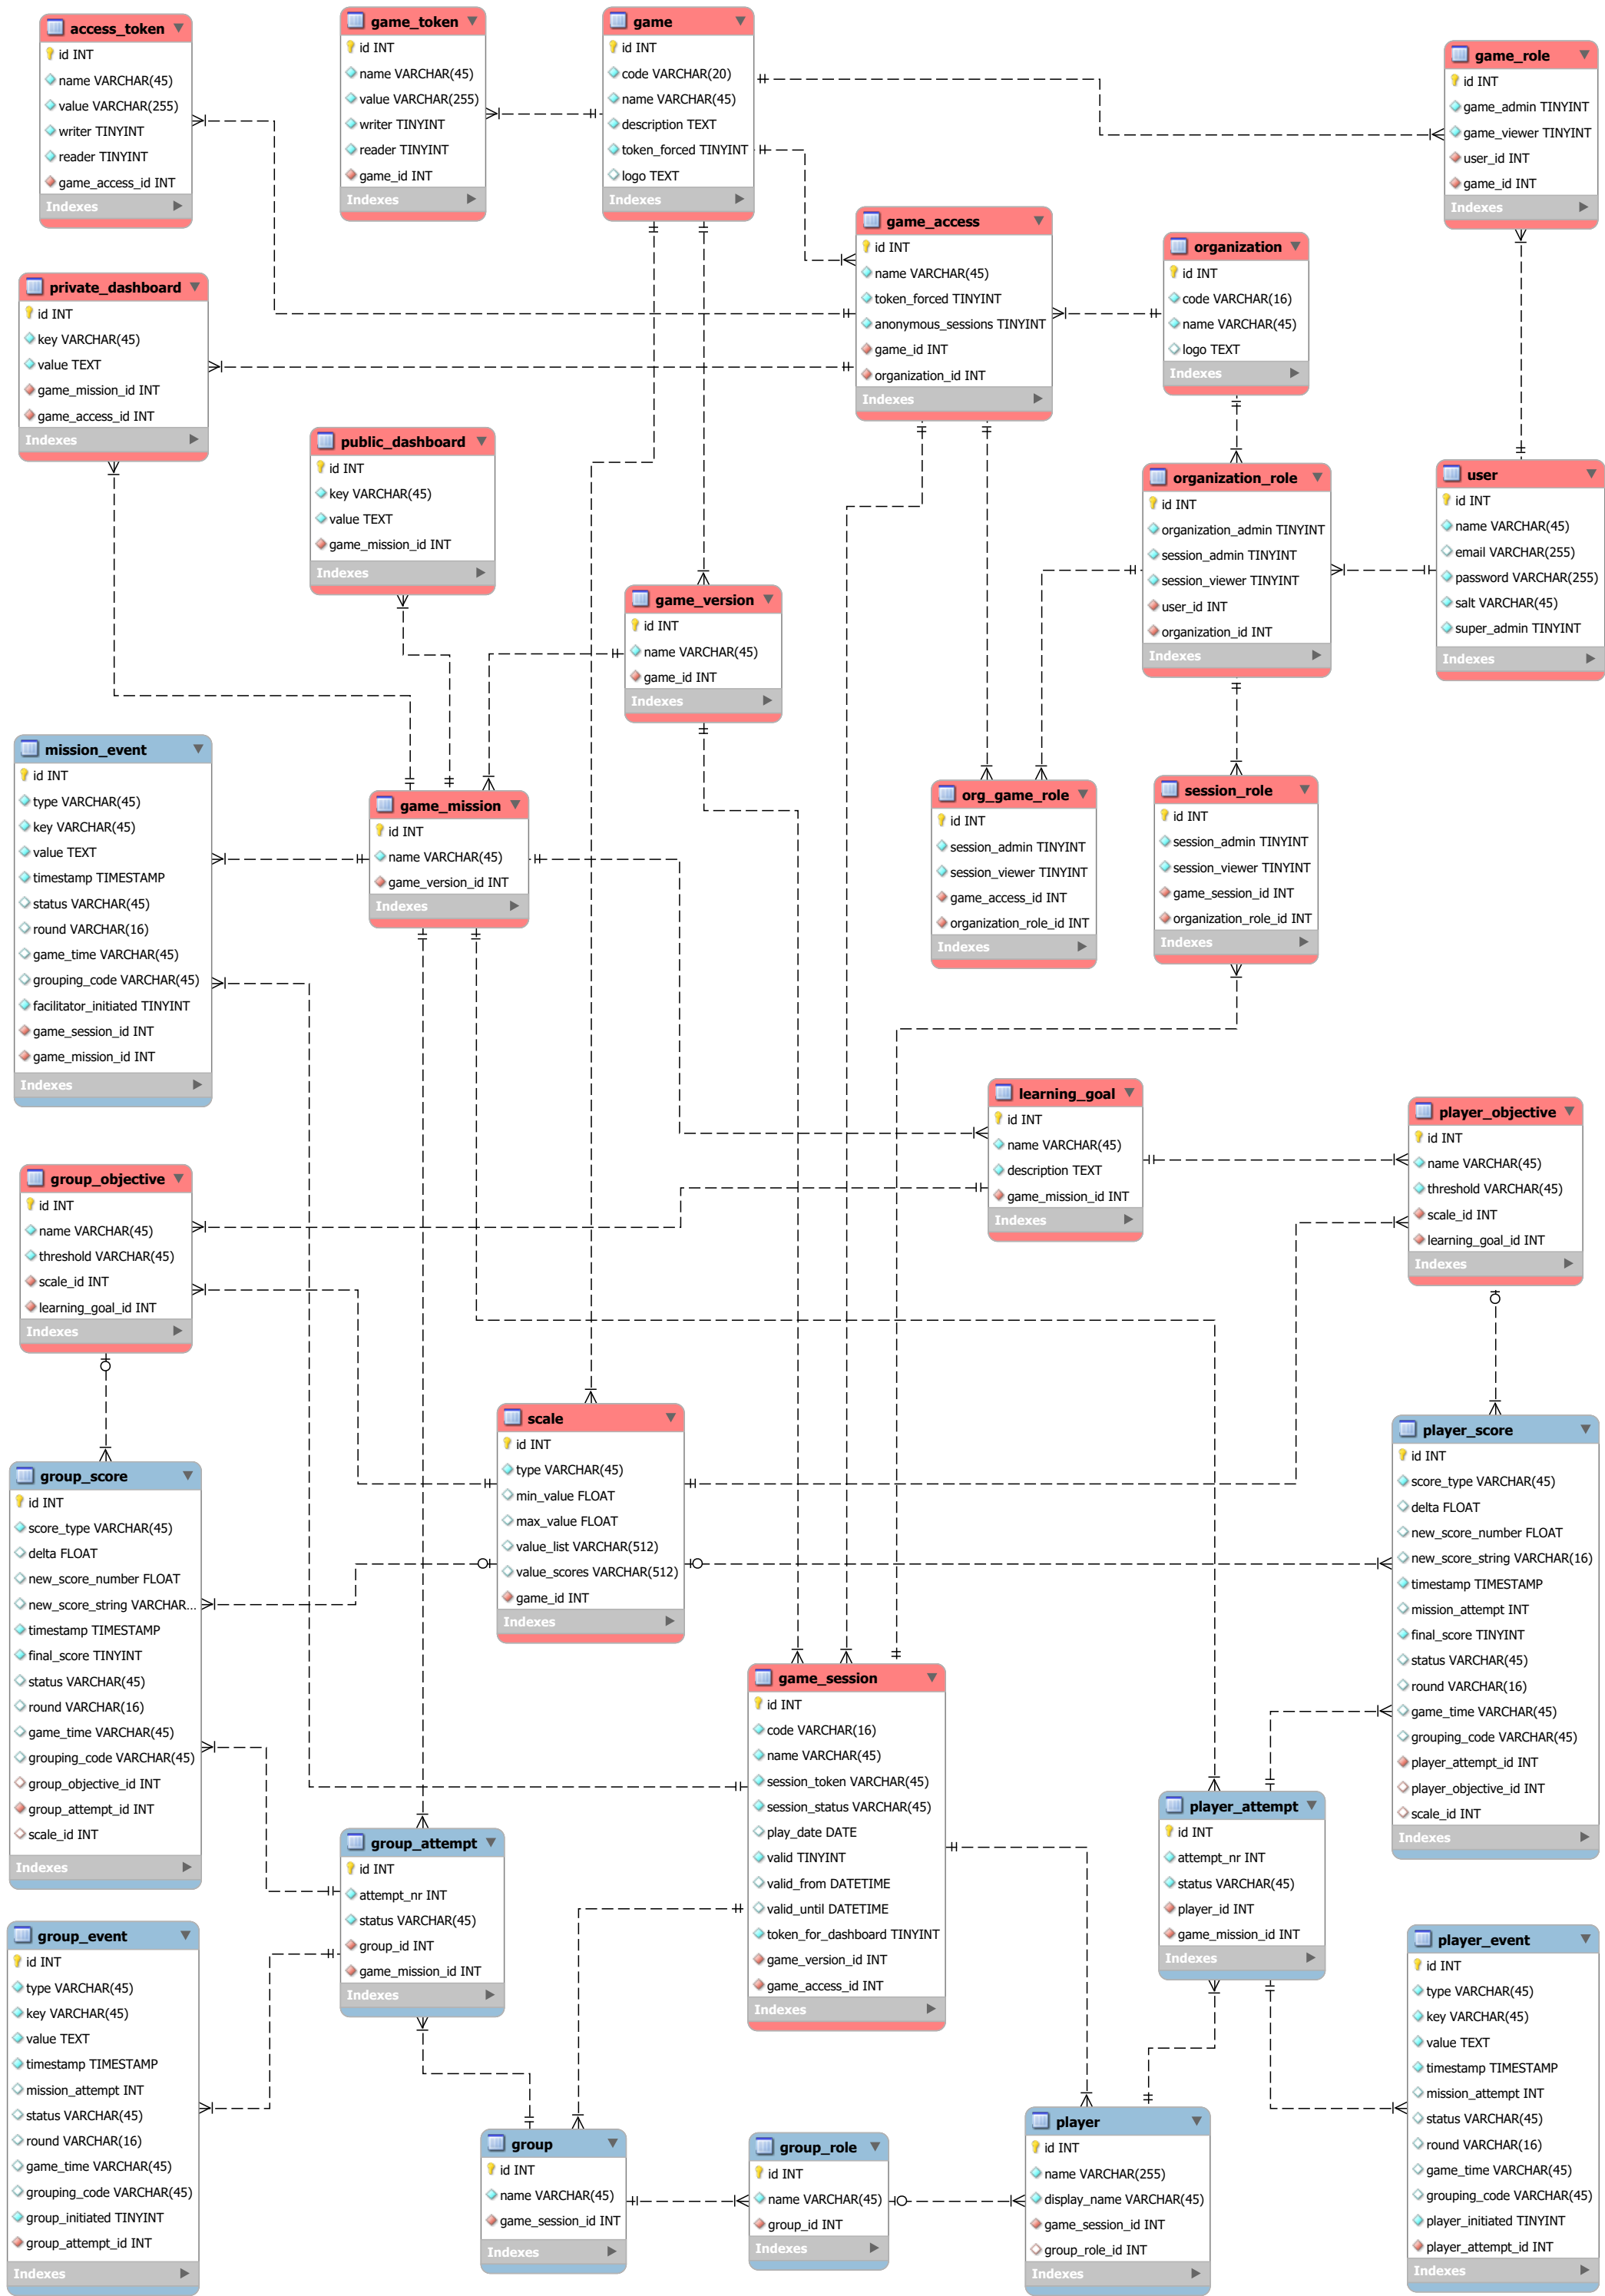 access_token
id INT
name VARCHAR(45)
value VARCHAR(255)
writer TINYINT
reader TINYINT
game_access_id INT
Indexes
game_token
id INT
name VARCHAR(45)
value VARCHAR(255)
writer TINYINT
reader TINYINT
game_id INT
Indexes
game
id INT
code VARCHAR(20)
name VARCHAR(45)
description TEXT
token_forced TINYINT
logo TEXT
Indexes
game_role
id INT
game_admin TINYINT
game_viewer TINYINT
user_id INT
game_id INT
Indexes
game_access
id INT
name VARCHAR(45)
token_forced TINYINT
anonymous_sessions TINYINT
game_id INT
organization_id INT
Indexes
organization
id INT
code VARCHAR(16)
name VARCHAR(45)
logo TEXT
Indexes
private_dashboard
id INT
key VARCHAR(45)
value TEXT
game_mission_id INT
game_access_id INT
Indexes
public_dashboard
id INT
key VARCHAR(45)
value TEXT
game_mission_id INT
Indexes
organization_role
id INT
organization_admin TINYINT
session_admin TINYINT
session_viewer TINYINT
user_id INT
organization_id INT
Indexes
user
id INT
name VARCHAR(45)
email VARCHAR(255)
password VARCHAR(255)
salt VARCHAR(45)
super_admin TINYINT
Indexes
game_version
id INT
name VARCHAR(45)
game_id INT
Indexes
mission_event
id INT
type VARCHAR(45)
key VARCHAR(45)
value TEXT
timestamp TIMESTAMP
status VARCHAR(45)
round VARCHAR(16)
game_time VARCHAR(45)
grouping_code VARCHAR(45)
facilitator_initiated TINYINT
game_session_id INT
game_mission_id INT
Indexes
game_mission
id INT
name VARCHAR(45)
game_version_id INT
Indexes
org_game_role
id INT
session_admin TINYINT
session_viewer TINYINT
game_access_id INT
organization_role_id INT
Indexes
session_role
id INT
session_admin TINYINT
session_viewer TINYINT
game_session_id INT
organization_role_id INT
Indexes
learning_goal
id INT
name VARCHAR(45)
description TEXT
game_mission_id INT
Indexes
player_objective
id INT
name VARCHAR(45)
threshold VARCHAR(45)
scale_id INT
learning_goal_id INT
Indexes
group_objective
id INT
name VARCHAR(45)
threshold VARCHAR(45)
scale_id INT
learning_goal_id INT
Indexes
scale
id INT
type VARCHAR(45)
min_value FLOAT
max_value FLOAT
value_list VARCHAR(512)
value_scores VARCHAR(512)
game_id INT
Indexes
player_score
id INT
score_type VARCHAR(45)
delta FLOAT
new_score_number FLOAT
new_score_string VARCHAR(16)
timestamp TIMESTAMP
mission_attempt INT
final_score TINYINT
status VARCHAR(45)
round VARCHAR(16)
game_time VARCHAR(45)
grouping_code VARCHAR(45)
player_attempt_id INT
player_objective_id INT
scale_id INT
Indexes
group_score
id INT
score_type VARCHAR(45)
delta FLOAT
new_score_number FLOAT
new_score_string VARCHAR...
timestamp TIMESTAMP
final_score TINYINT
status VARCHAR(45)
round VARCHAR(16)
game_time VARCHAR(45)
grouping_code VARCHAR(45)
group_objective_id INT
group_attempt_id INT
scale_id INT
Indexes
game_session
id INT
code VARCHAR(16)
name VARCHAR(45)
session_token VARCHAR(45)
session_status VARCHAR(45)
play_date DATE
valid TINYINT
valid_from DATETIME
valid_until DATETIME
token_for_dashboard TINYINT
game_version_id INT
game_access_id INT
Indexes
player_attempt
id INT
attempt_nr INT
status VARCHAR(45)
player_id INT
game_mission_id INT
Indexes
group_attempt
id INT
attempt_nr INT
status VARCHAR(45)
group_id INT
game_mission_id INT
Indexes
group_event
id INT
type VARCHAR(45)
key VARCHAR(45)
value TEXT
timestamp TIMESTAMP
mission_attempt INT
status VARCHAR(45)
round VARCHAR(16)
game_time VARCHAR(45)
grouping_code VARCHAR(45)
group_initiated TINYINT
group_attempt_id INT
Indexes
player_event
id INT
type VARCHAR(45)
key VARCHAR(45)
value TEXT
timestamp TIMESTAMP
mission_attempt INT
status VARCHAR(45)
round VARCHAR(16)
game_time VARCHAR(45)
grouping_code VARCHAR(45)
player_initiated TINYINT
player_attempt_id INT
Indexes
group
id INT
name VARCHAR(45)
game_session_id INT
Indexes
group_role
id INT
name VARCHAR(45)
group_id INT
Indexes
player
id INT
name VARCHAR(255)
display_name VARCHAR(45)
game_session_id INT
group_role_id INT
Indexes